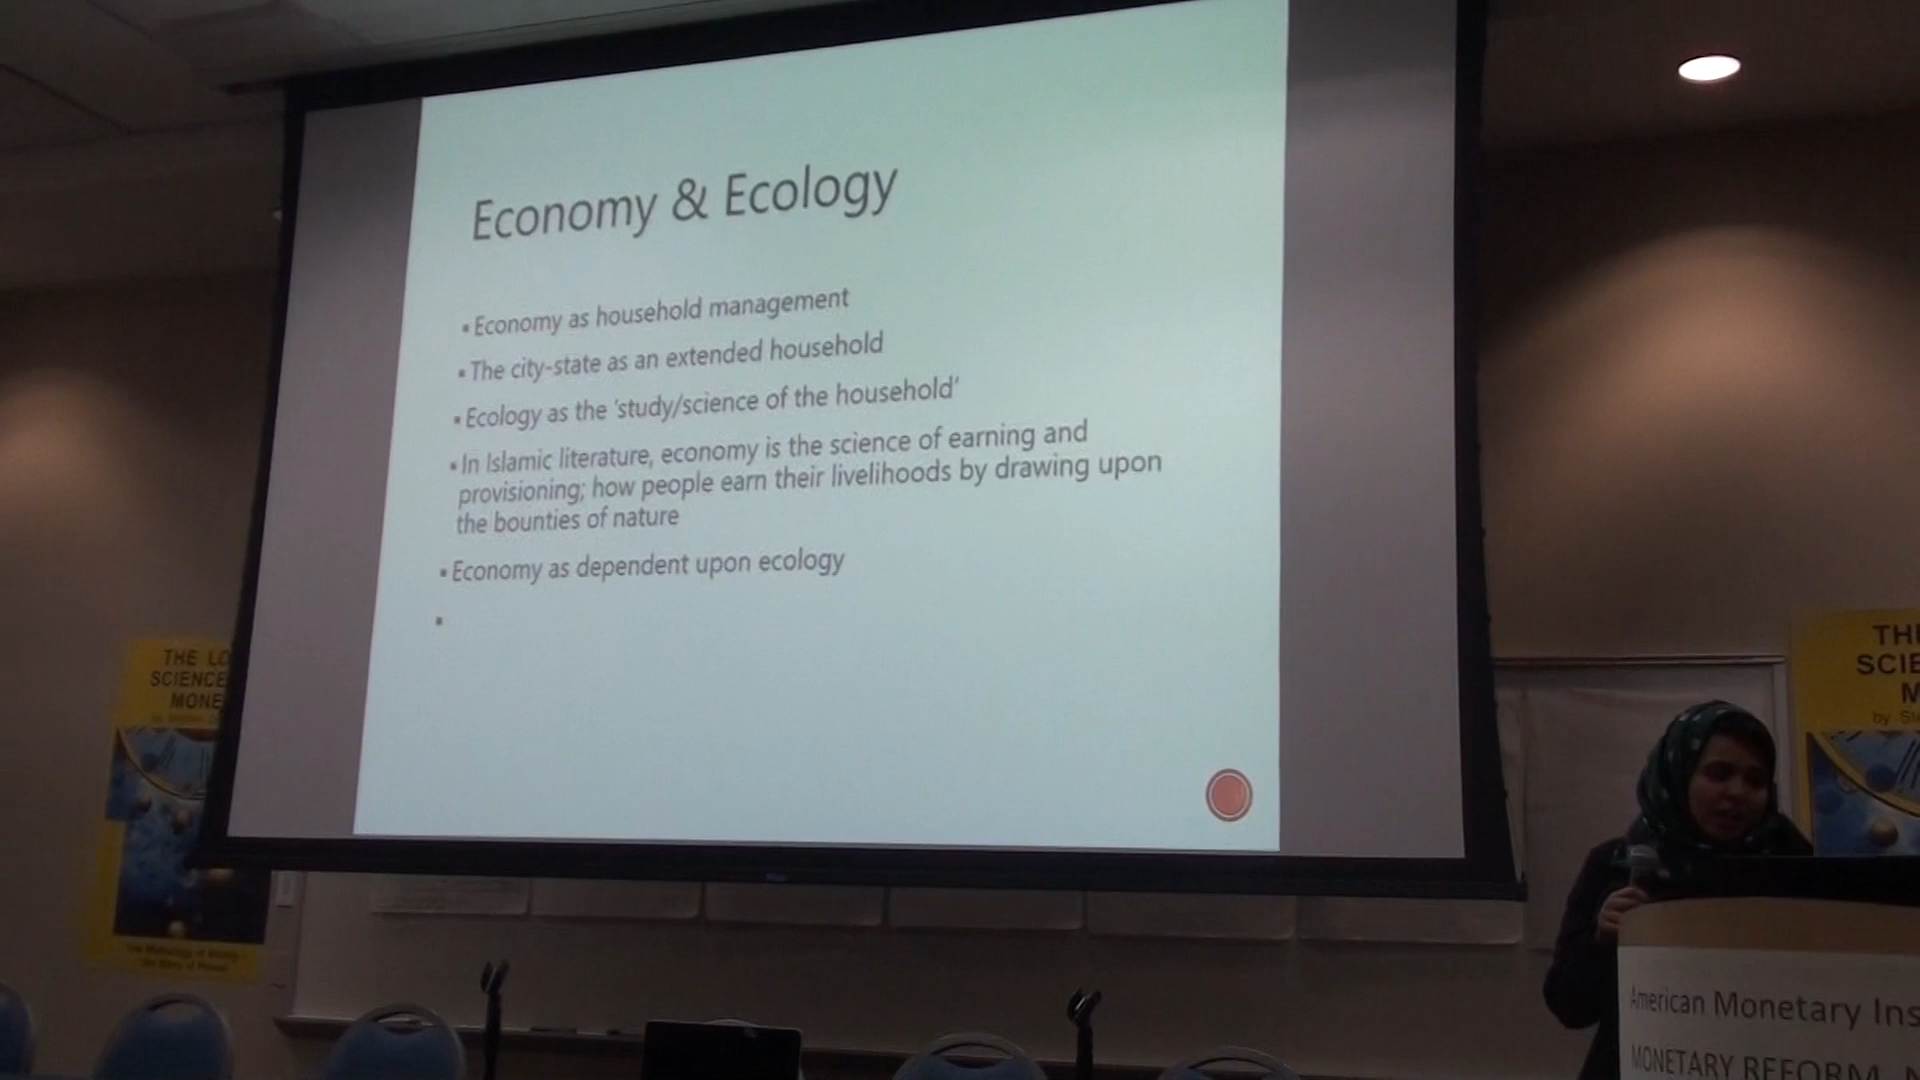 Economy & Ecology
▪ Economy as household management
▪ The city-state as an extended household
▪ Ecology as the ‘study/science of the household’
▪ In Islamic literature, economy is the science of earning and
provisioning; how people earn their livelihoods by drawing upon
the bounties of nature
▪ Economy as dependent upon ecology
▪
THE LO
SCIENCE
MONE
TH
SCIE
M
by St
American Monetary Ins
MONETARY REFORM